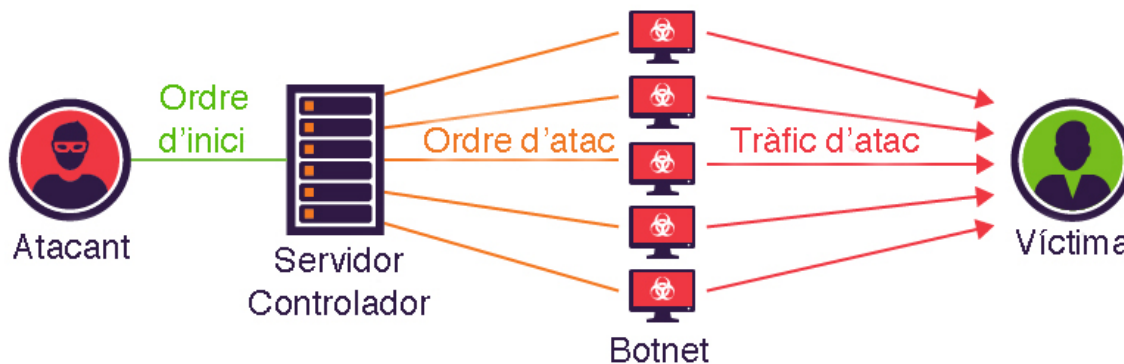 Ordre
d'inici
Ordre d'atac
Tràfic d'atac
Atacant
Servidor
Controlador
Botnet
Víctima